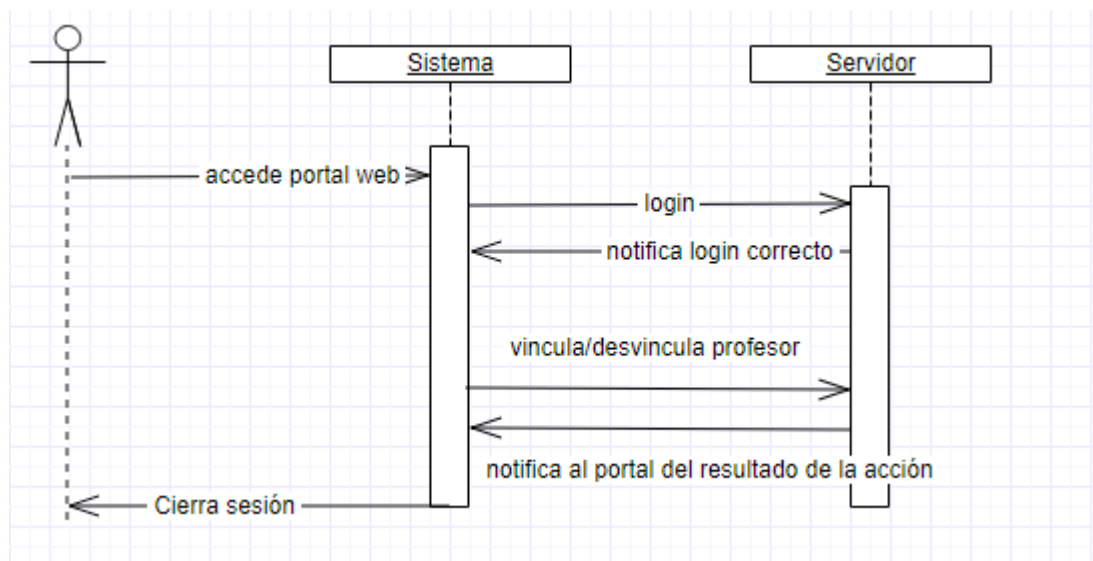 Sistema
Servidor
accede portal web
login
notifica login correcto
vincula/desvincula profesor
notifica al portal del resultado de la acción
Cierra sesión